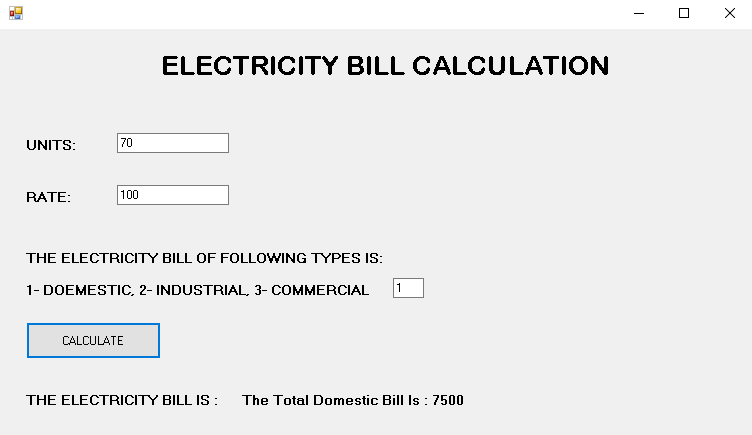 ELECTRICITY BILL CALCULATION
UNITS: 70
RATE: 100
THE ELECTRICITY BILL OF FOLLOWING TYPES IS:
1- DOEMESTIC, 2- INDUSTRIAL, 3- COMMERCIAL 1
CALCULATE
THE ELECTRICITY BILL IS : The Total Domestic Bill Is : 7500